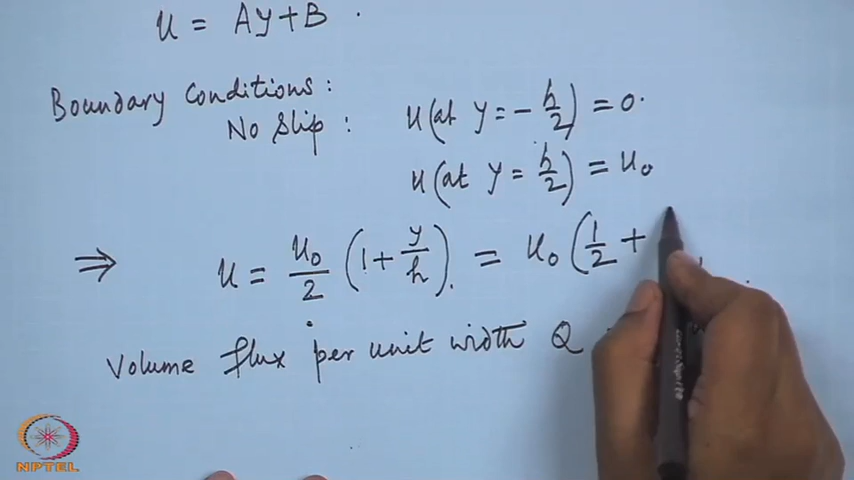 u = Ay + B .
Boundary Conditions :
No Slip : u(at y = - h/2) = 0.
u(at y = h/2) = u₀
⇒ u = u₀/2 (1 + y/h). = u₀ (1/2 +
Volume flux per unit width Q
NPTEL